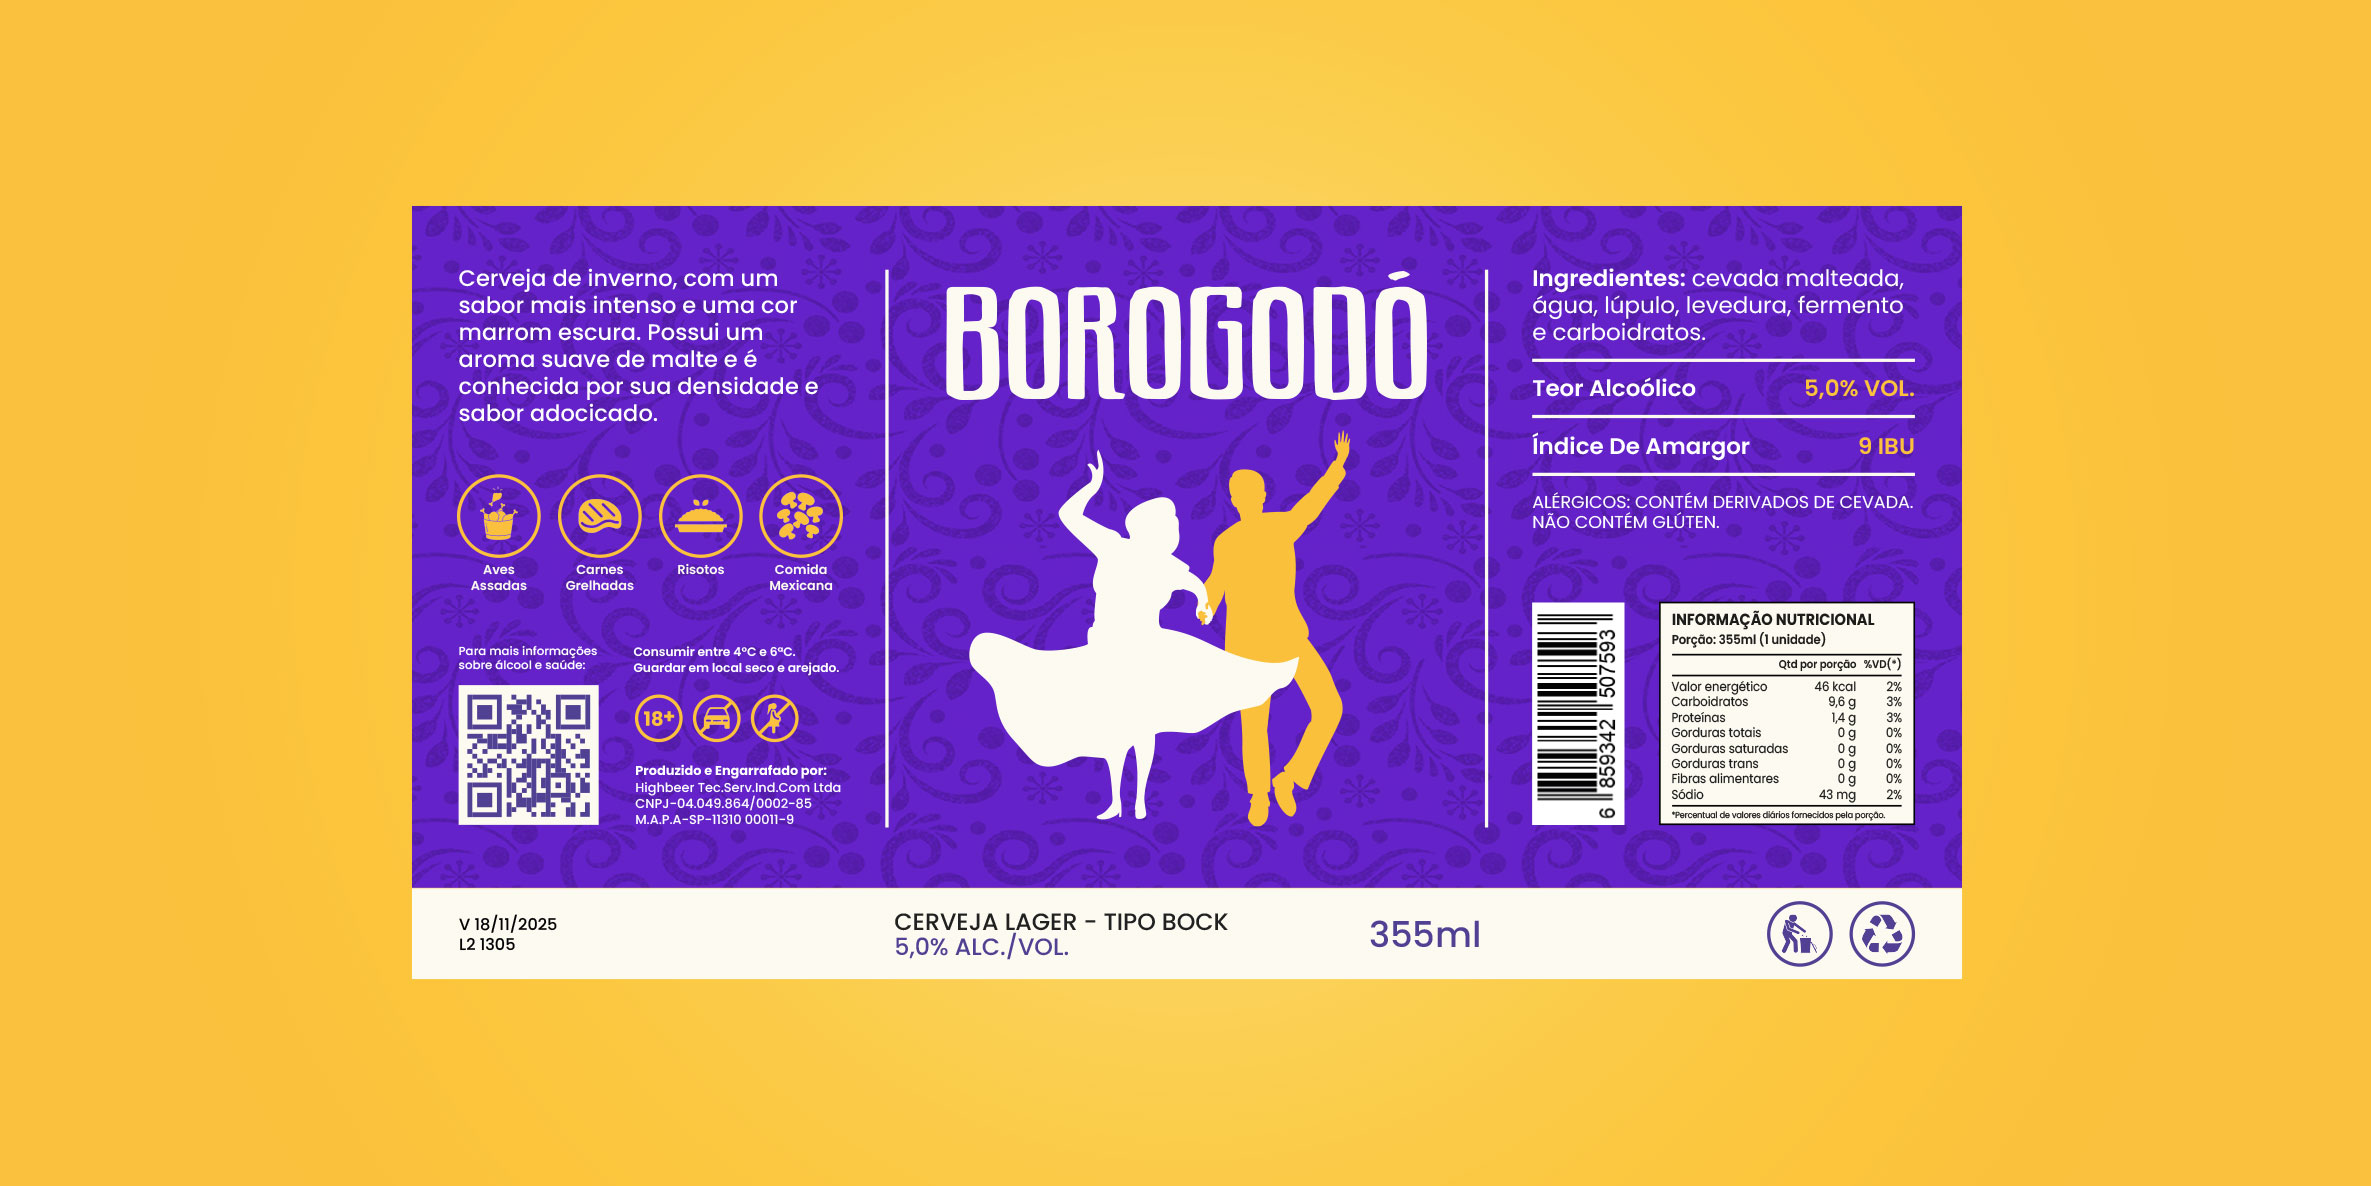 Cerveja de inverno, com um
sabor mais intenso e uma cor
marrom escura. Possui um
aroma suave de malte e é
conhecida por sua densidade e
sabor adocicado.
Aves
Assadas
Carnes
Grelhadas
Risotos
Comida
Mexicana
Para mais informações
sobre álcool e saúde:
Consumir entre 4°C e 6ºC.
Guardar em local seco e arejado.
18+
Produzido e Engarrafado por:
Highbeer Tec.Serv.Ind.Com Ltda
CNPJ-04.049.864/0002-85
M.A.P.A-SP-11310 00011-9
BOROGODÓ
Ingredientes: cevada malteada,
água, lúpulo, levedura, fermento
e carboidratos.
Teor Alcoólico 5,0% VOL.
Índice De Amargor 9 IBU
ALÉRGICOS: CONTÉM DERIVADOS DE CEVADA.
NÃO CONTÉM GLÚTEN.
6 859342 507593
INFORMAÇÃO NUTRICIONAL
Porção: 355ml (1 unidade)
Qtd por porção %VD(*)
Valor energético 46 kcal 2%
Carboidratos 9,6 g 3%
Proteínas 1,4 g 3%
Gorduras totais 0 g 0%
Gorduras saturadas 0 g 0%
Gorduras trans 0 g 0%
Fibras alimentares 0 g 0%
Sódio 43 mg 2%
*Percentual de valores diários fornecidos pela porção.
V 18/11/2025
L2 1305
CERVEJA LAGER - TIPO BOCK
5,0% ALC./VOL.
355ml